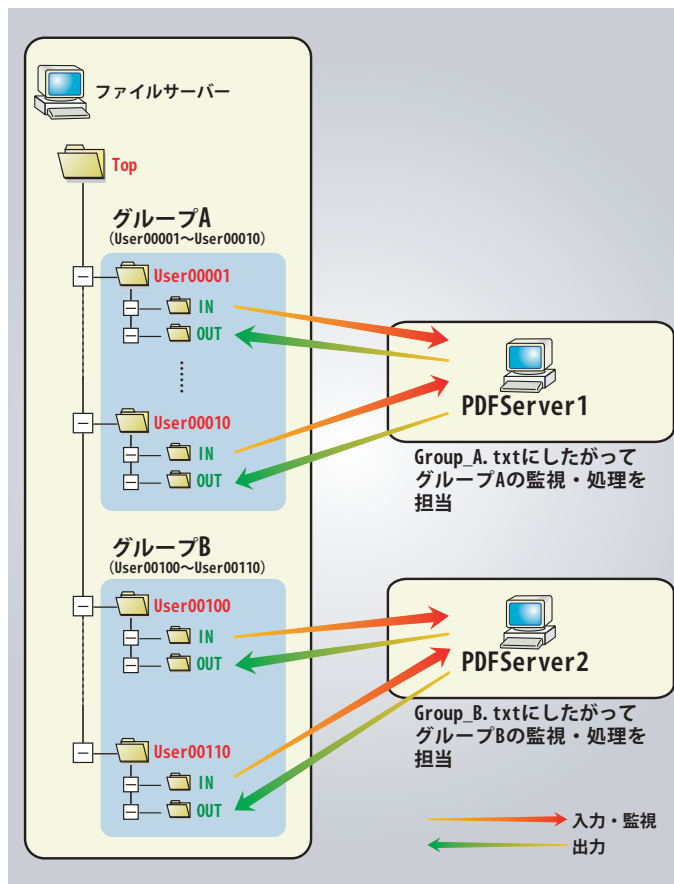 ファイルサーバー
Top
グループA
(User00001〜User00010)
User00001
IN
OUT
User00010
IN
OUT
PDFServer1
Group_A.txtにしたがって
グループAの監視・処理を
担当
グループB
(User00100〜User00110)
User00100
IN
OUT
User00110
IN
OUT
PDFServer2
Group_B.txtにしたがって
グループBの監視・処理を
担当
入力・監視
出力